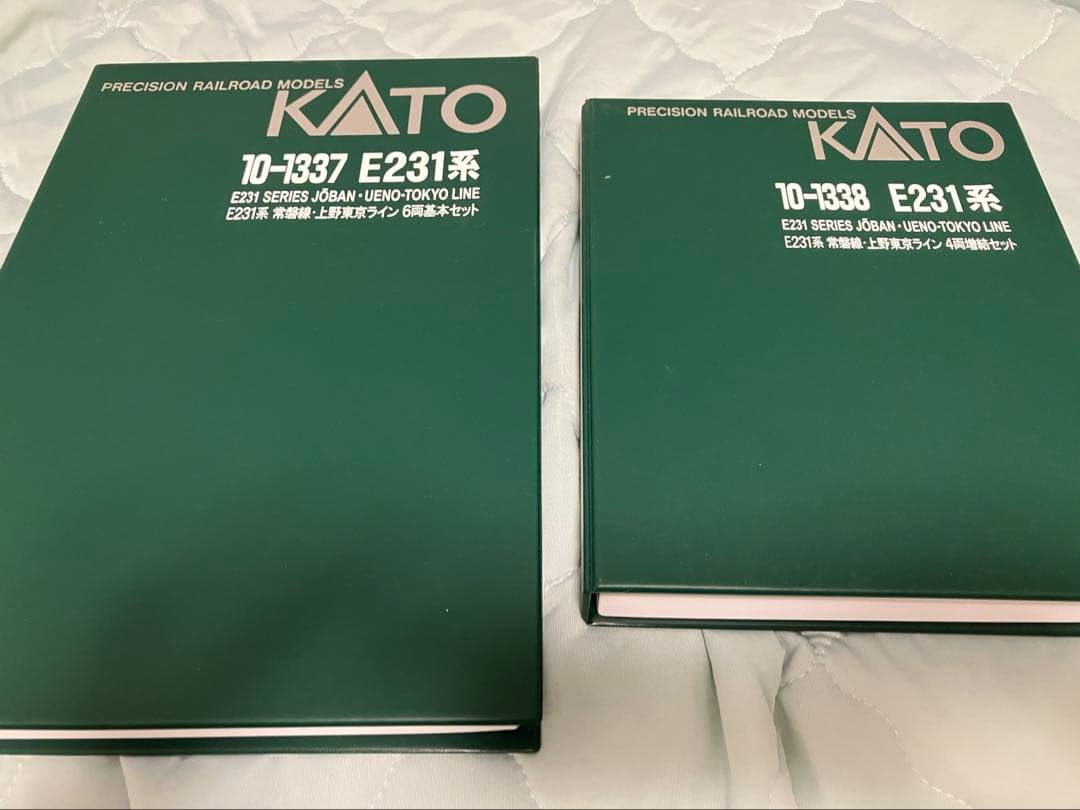 PRECISION RAILROAD MODELS
KATO
10-1337 E231系
E231 SERIES JŌBAN・UENO-TOKYO LINE
E231系 常磐線・上野東京ライン 6両基本セット
PRECISION RAILROAD MODELS
KATO
10-1338 E231系
E231 SERIES JŌBAN・UENO-TOKYO LINE
E231系 常磐線・上野東京ライン 4両増結セット